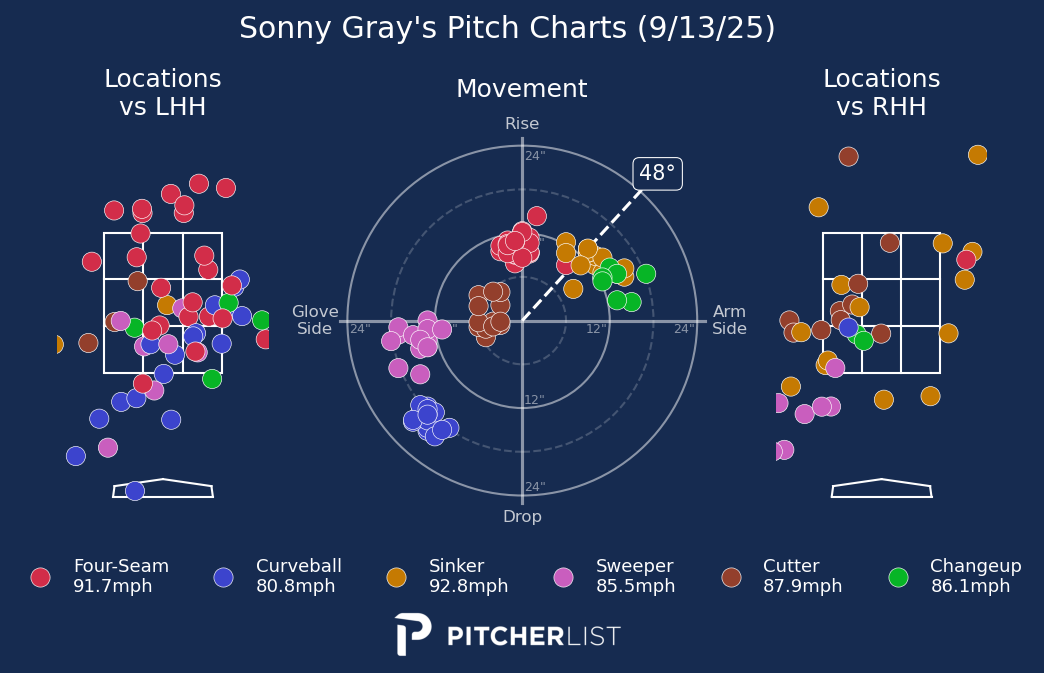 Sonny Gray's Pitch Charts (9/13/25)
Locations
vs LHH
Movement
Locations
vs RHH
Rise
24"
48°
Glove
Side
24"
12"
24"
Arm
Side
12"
24"
Drop
Four-Seam
91.7mph
Curveball
80.8mph
Sinker
92.8mph
Sweeper
85.5mph
Cutter
87.9mph
Changeup
86.1mph
PITCHERLIST